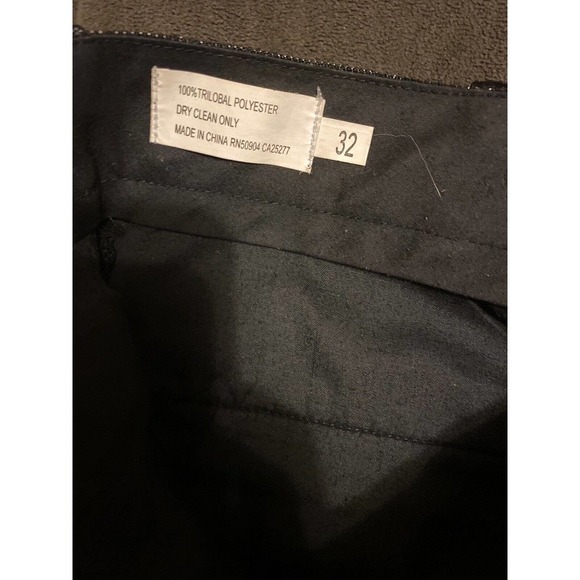 100%TRILOBAL POLYESTER
DRY CLEAN ONLY
MADE IN CHINA RN50904 CA25277
32